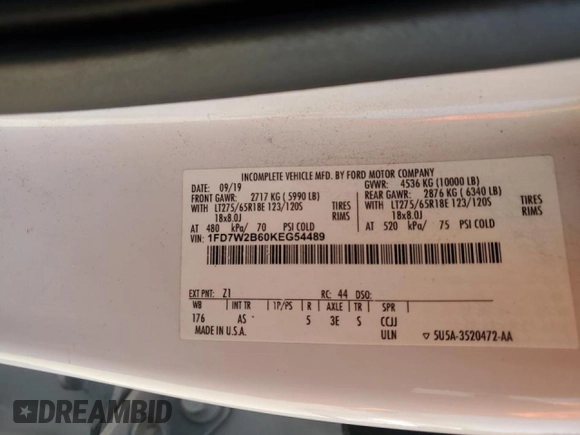 INCOMPLETE VEHICLE MFD. BY FORD MOTOR COMPANY
DATE: 09/19 GVWR: 4536 KG (10000 LB)
FRONT GAWR: 2717 KG (5990 LB) REAR GAWR: 2876 KG (6340 LB)
WITH LT275/65R18E 123/120S TIRES WITH LT275/65R18E 123/120S TIRES
18x8.0J RIMS 18x8.0J RIMS
AT 480 kPa/ 70 PSI COLD AT 520 kPa/ 75 PSI COLD
VIN: 1FD7W2B60KEG54489
EXT PNT: Z1 RC: 44 DSO:
WB INT TR 1P/PS R AXLE TR SPR
176 AS 5 3E S CCJJ
MADE IN U.S.A. ULN ▽ 5U5A-3520472-AA
DREAMBID